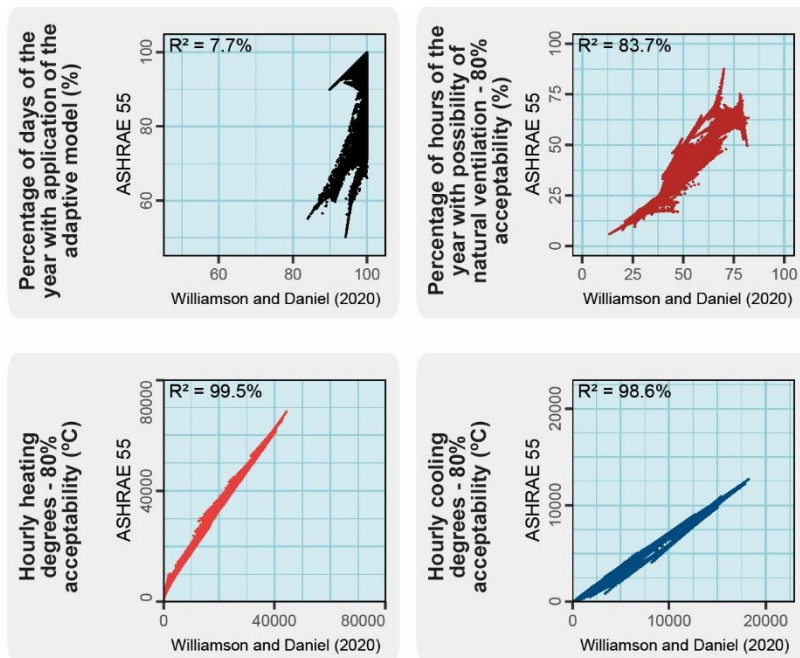 Percentage of days of the
year with application of the
adaptive model (%)
ASHRAE 55
100
80
60
R² = 7.7%
60
80
100
Williamson and Daniel (2020)
Percentage of hours of the
year with possibility of
natural ventilation - 80%
acceptability (%)
ASHRAE 55
100
75
50
25
0
R² = 83.7%
0
25
50
75
100
Williamson and Daniel (2020)
Hourly heating
degrees - 80%
acceptability (ºC)
ASHRAE 55
80000
40000
0
R² = 99.5%
0
40000
80000
Williamson and Daniel (2020)
Hourly cooling
degrees - 80%
acceptability (ºC)
ASHRAE 55
20000
10000
0
R² = 98.6%
0
10000
20000
Williamson and Daniel (2020)